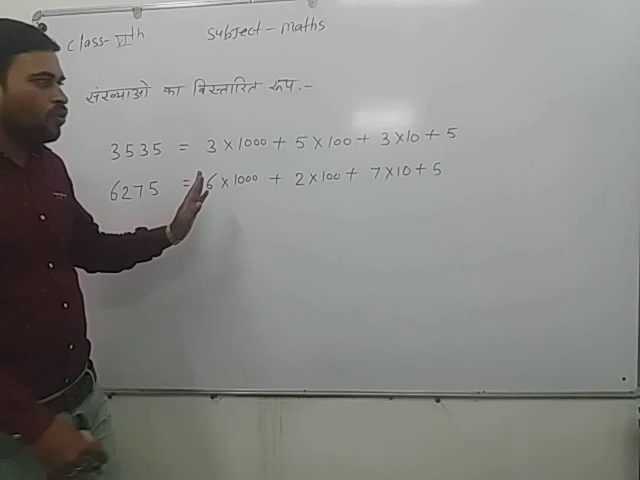 Class-VIth Subject-Maths
संख्याओ का विस्तारित रूप.-
3535 = 3×1000 + 5×100 + 3×10 + 5
6275 = 6×1000 + 2×100 + 7×10 + 5